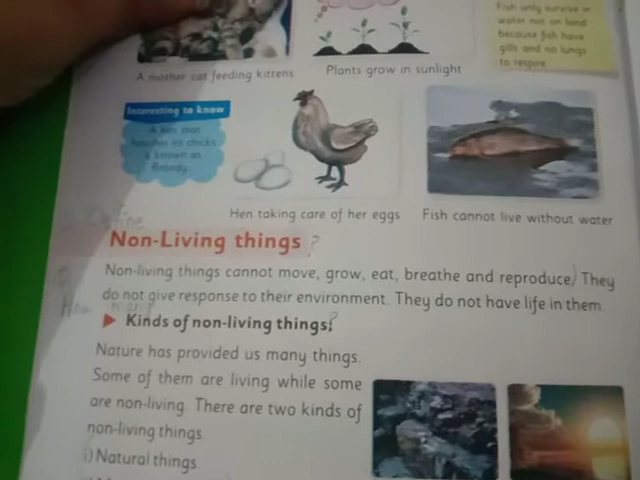 Fish only survive in
water not on land
because fish have
gills and no lungs
to respire
A mother cat feeding kittens
Plants grow in sunlight
Interesting to know
A hen that
hatches its chicks
is known as
Broody.
Hen taking care of her eggs
Fish cannot live without water
Define
Non-Living things ?
Non-living things cannot move, grow, eat, breathe and reproduce. They
do not give response to their environment. They do not have life in them.
Kinds of non-living things:
Nature has provided us many things.
Some of them are living while some
are non-living. There are two kinds of
non-living things
i) Natural things